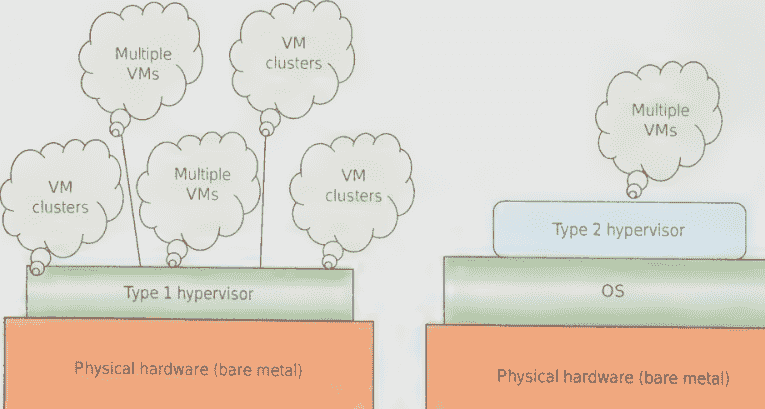 Multiple
VMs
VM
clusters
VM
clusters
Multiple
VMs
VM
clusters
Type 1 hypervisor
Physical hardware (bare metal)
Multiple
VMs
Type 2 hypervisor
OS
Physical hardware (bare metal)